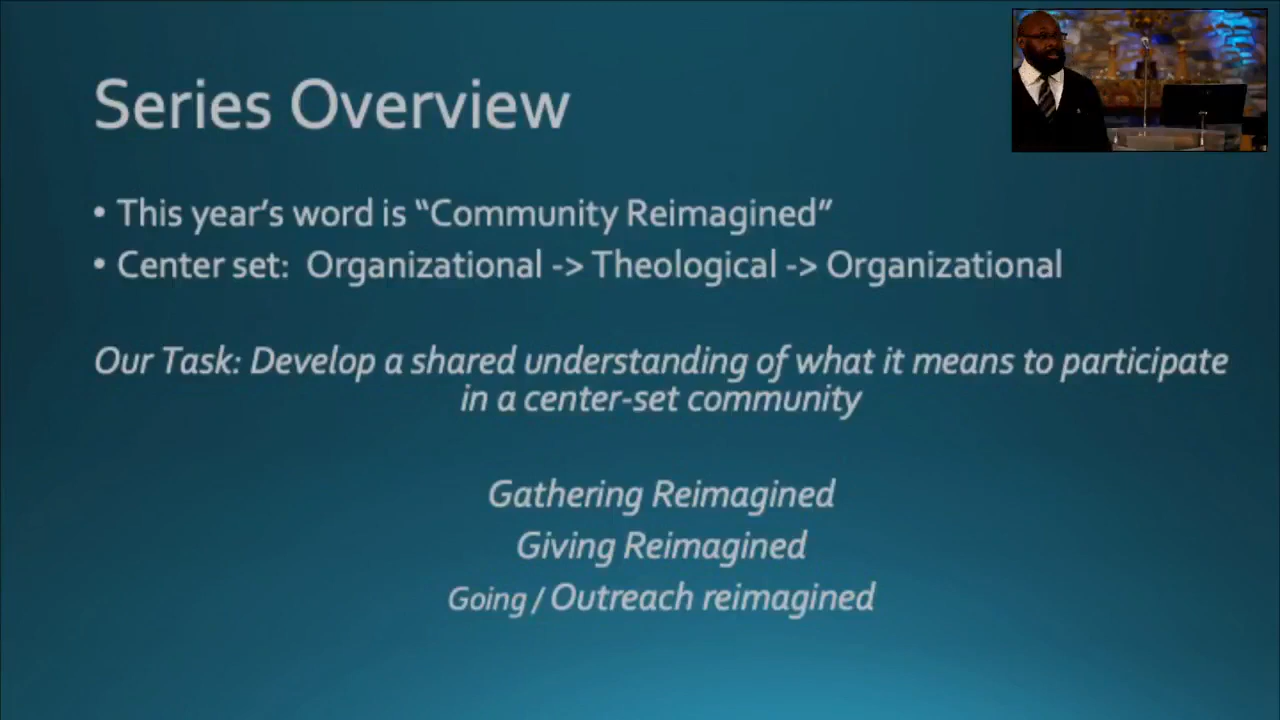 Series Overview
• This year's word is “Community Reimagined”
• Center set:  Organizational -> Theological -> Organizational
Our Task: Develop a shared understanding of what it means to participate
in a center-set community
Gathering Reimagined
Giving Reimagined
Going / Outreach reimagined